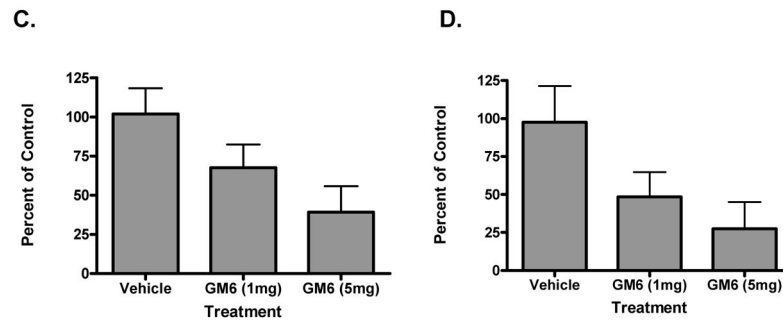 C.
125
100
75
50
25
0
Percent of Control
Vehicle GM6 (1mg) GM6 (5mg)
Treatment
D.
125
100
75
50
25
0
Percent of Control
Vehicle GM6 (1mg) GM6 (5mg)
Treatment